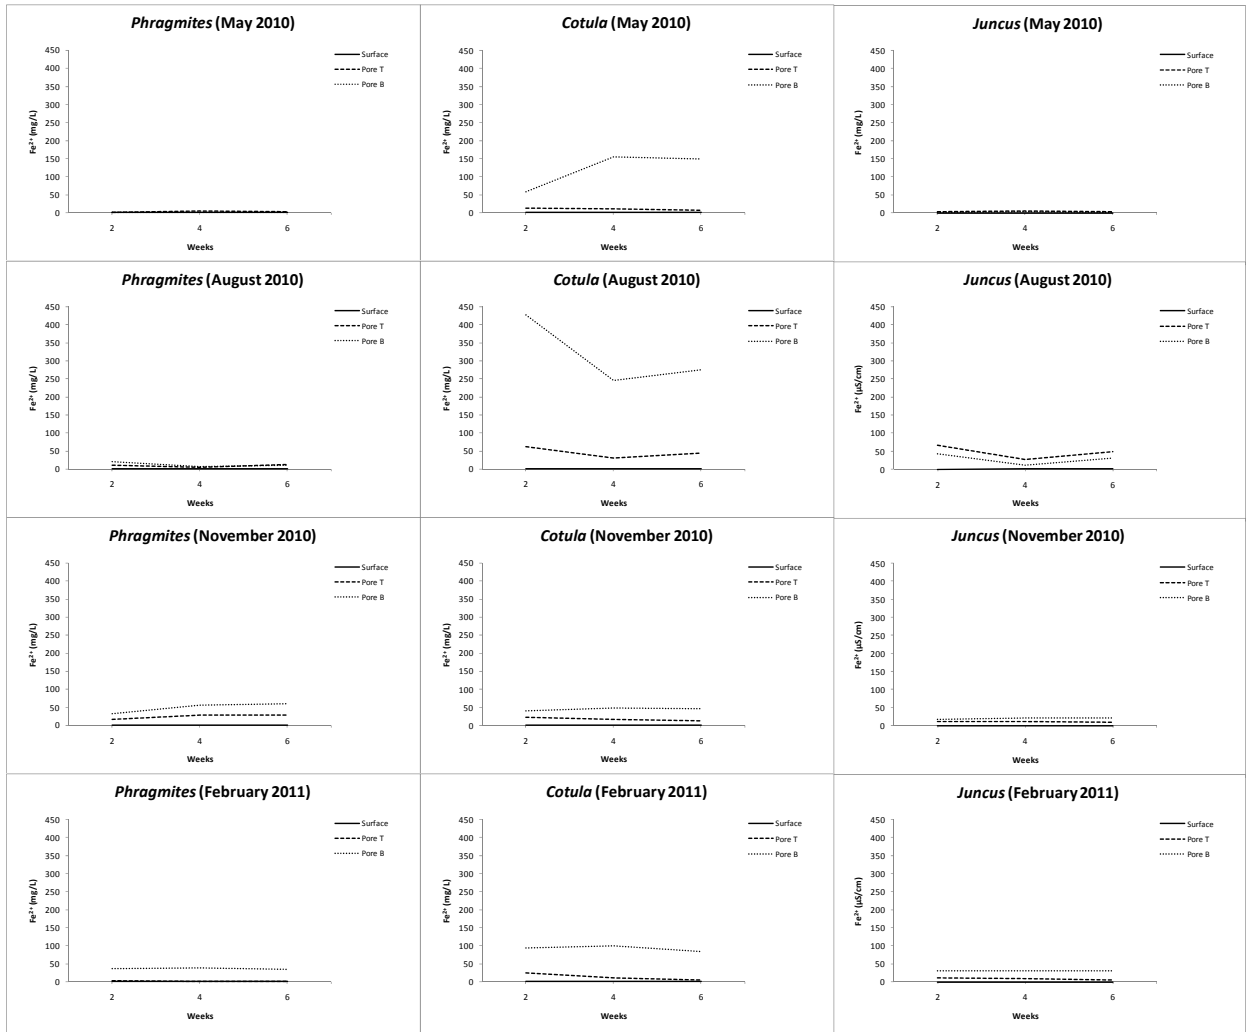 Phragmites (May 2010)
450
400
350
300
250
200
150
100
50
0
Fe²⁺ (mg/L)
2
4
6
Weeks
Surface
Pore T
Pore B
Cotula (May 2010)
450
400
350
300
250
200
150
100
50
0
Fe²⁺ (mg/L)
2
4
6
Weeks
Surface
Pore T
Pore B
Juncus (May 2010)
450
400
350
300
250
200
150
100
50
0
Fe²⁺ (mg/L)
2
4
6
Weeks
Surface
Pore T
Pore B
Phragmites (August 2010)
450
400
350
300
250
200
150
100
50
0
Fe²⁺ (mg/L)
2
4
6
Weeks
Surface
Pore T
Pore B
Cotula (August 2010)
450
400
350
300
250
200
150
100
50
0
Fe²⁺ (mg/L)
2
4
6
Weeks
Surface
Pore T
Pore B
Juncus (August 2010)
450
400
350
300
250
200
150
100
50
0
Fe²⁺ (µS/cm)
2
4
6
Weeks
Surface
Pore T
Pore B
Phragmites (November 2010)
450
400
350
300
250
200
150
100
50
0
Fe²⁺ (mg/L)
2
4
6
Weeks
Surface
Pore T
Pore B
Cotula (November 2010)
450
400
350
300
250
200
150
100
50
0
Fe²⁺ (mg/L)
2
4
6
Weeks
Surface
Pore T
Pore B
Juncus (November 2010)
450
400
350
300
250
200
150
100
50
0
Fe²⁺ (µS/cm)
2
4
6
Weeks
Surface
Pore T
Pore B
Phragmites (February 2011)
450
400
350
300
250
200
150
100
50
0
Fe²⁺ (mg/L)
2
4
6
Weeks
Surface
Pore T
Pore B
Cotula (February 2011)
450
400
350
300
250
200
150
100
50
0
Fe²⁺ (mg/L)
2
4
6
Weeks
Surface
Pore T
Pore B
Juncus (February 2011)
450
400
350
300
250
200
150
100
50
0
Fe²⁺ (µS/cm)
2
4
6
Weeks
Surface
Pore T
Pore B